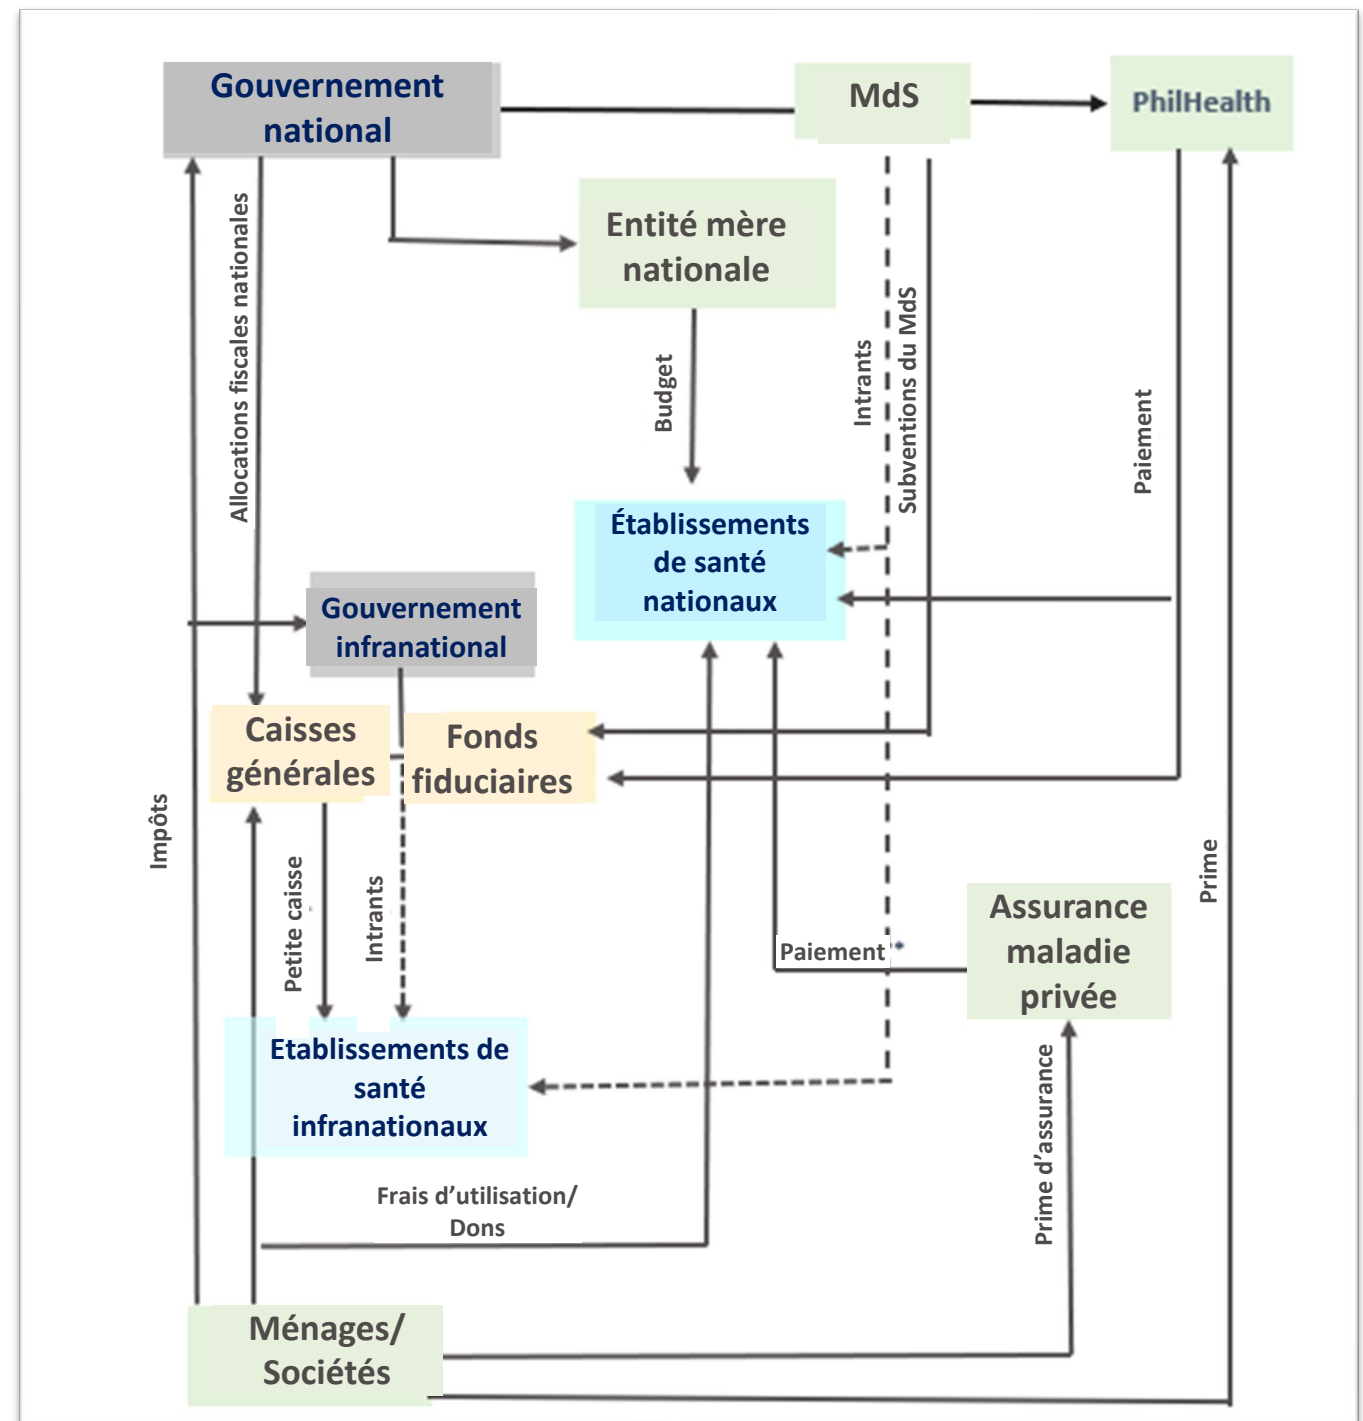 Gouvernement
national
MdS
PhilHealth
Entité mère
nationale
Allocations fiscales nationales
Budget
Intrants
Subventions du MdS
Paiement
Établissements
de santé
nationaux
Gouvernement
infranational
Caisses
générales
Fonds
fiduciaires
Impôts
Petite caisse
Intrants
Prime
Assurance
maladie
privée
Paiement
Etablissements de
santé
infranationaux
Prime d’assurance
Frais d’utilisation/
Dons
Ménages/
Sociétés